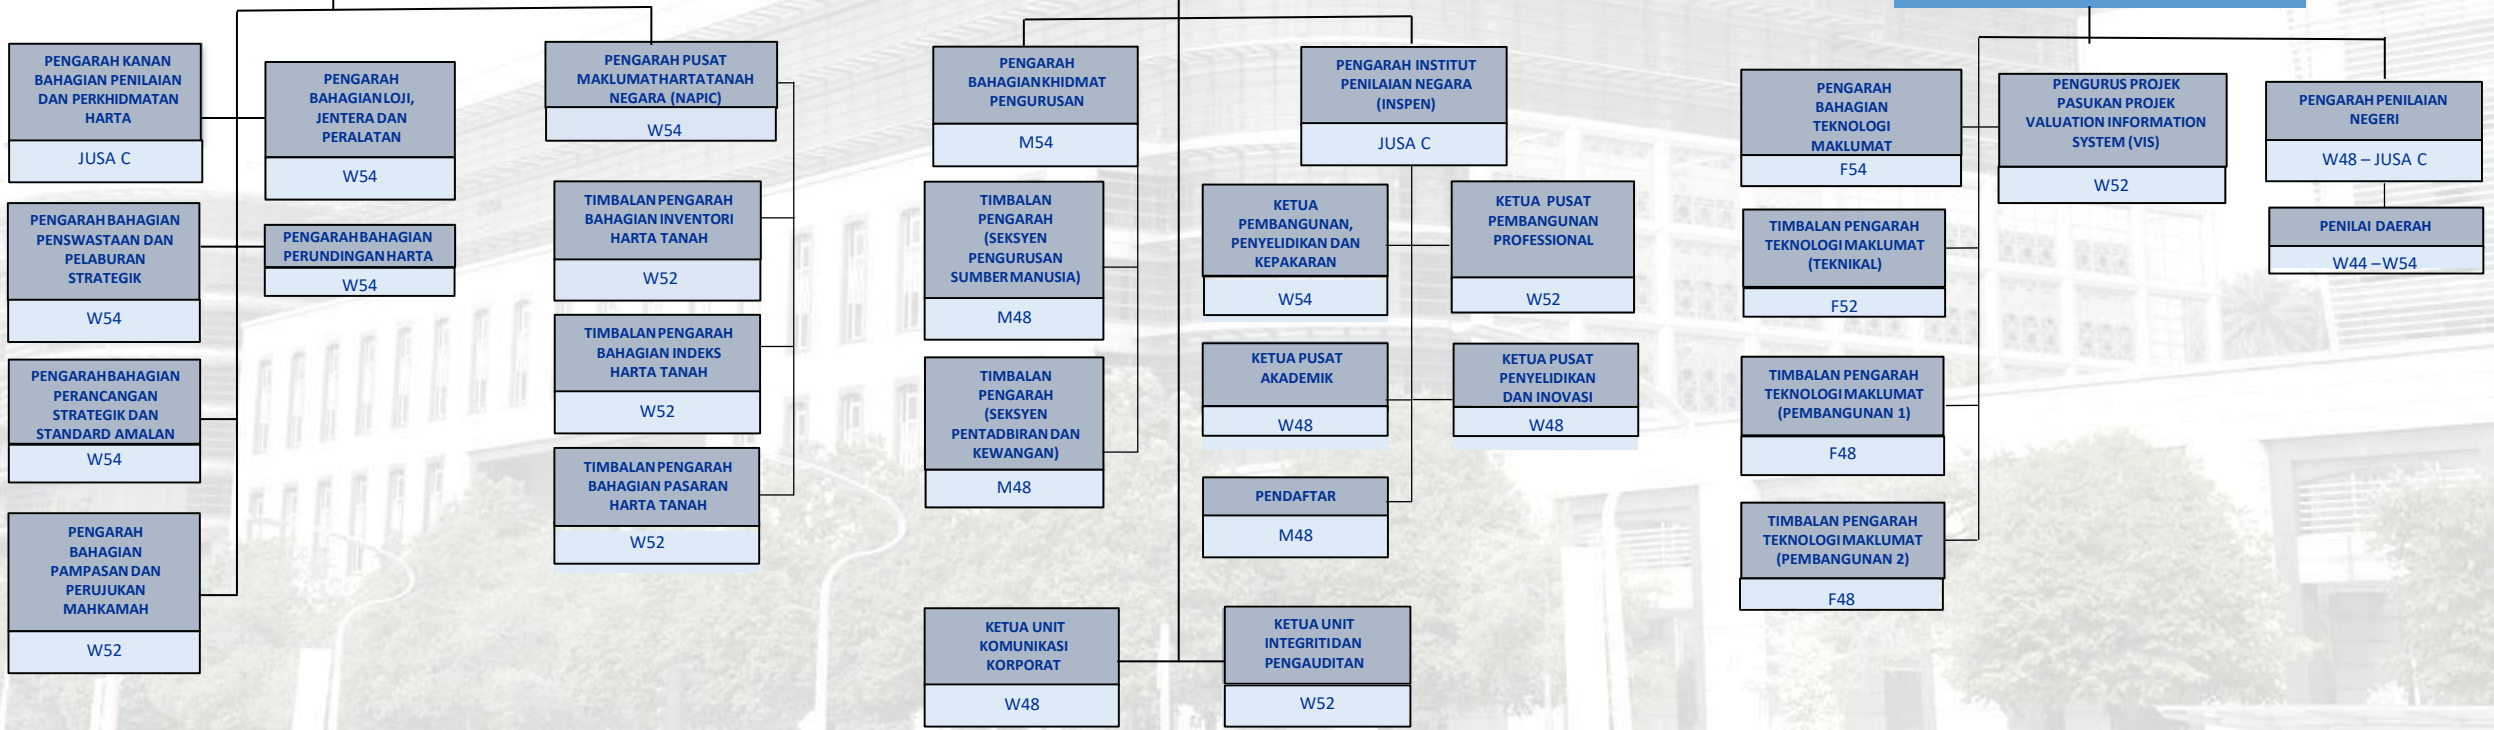 PENGARAH KANAN
BAHAGIAN PENILAIAN
DAN PERKHIDMATAN
HARTA
JUSA C
PENGARAH
BAHAGIAN LOJI,
JENTERA DAN
PERALATAN
W54
PENGARAH BAHAGIAN
PENSWASTAAN DAN
PELABURAN
STRATEGIK
W54
PENGARAH BAHAGIAN
PERUNDINGAN HARTA
W54
PENGARAH BAHAGIAN
PERANCANGAN
STRATEGIK DAN
STANDARD AMALAN
W54
PENGARAH
BAHAGIAN
PAMPASAN DAN
PERUJUKAN
MAHKAMAH
W52
PENGARAH PUSAT
MAKLUMAT HARTA TANAH
NEGARA (NAPIC)
W54
TIMBALAN PENGARAH
BAHAGIAN INVENTORI
HARTA TANAH
W52
TIMBALAN PENGARAH
BAHAGIAN INDEKS
HARTA TANAH
W52
TIMBALAN PENGARAH
BAHAGIAN PASARAN
HARTA TANAH
W52
PENGARAH
BAHAGIAN KHIDMAT
PENGURUSAN
M54
TIMBALAN
PENGARAH
(SEKSYEN
PENGURUSAN
SUMBER MANUSIA)
M48
TIMBALAN
PENGARAH
(SEKSYEN
PENTADBIRAN DAN
KEWANGAN)
M48
PENGARAH INSTITUT
PENILAIAN NEGARA
(INSPEN)
JUSA C
KETUA
PEMBANGUNAN,
PENYELIDIKAN DAN
KEPAKARAN
W54
KETUA PUSAT
PEMBANGUNAN
PROFESSIONAL
W52
KETUA PUSAT
AKADEMIK
W48
KETUA PUSAT
PENYELIDIKAN
DAN INOVASI
W48
PENDAFTAR
M48
KETUA UNIT
KOMUNIKASI
KORPORAT
W48
KETUA UNIT
INTEGRITI DAN
PENGAUDITAN
W52
PENGARAH
BAHAGIAN
TEKNOLOGI
MAKLUMAT
F54
PENGURUS PROJEK
PASUKAN PROJEK
VALUATION INFORMATION
SYSTEM (VIS)
W52
TIMBALAN PENGARAH
TEKNOLOGI MAKLUMAT
(TEKNIKAL)
F52
TIMBALAN PENGARAH
TEKNOLOGI MAKLUMAT
(PEMBANGUNAN 1)
F48
TIMBALAN PENGARAH
TEKNOLOGI MAKLUMAT
(PEMBANGUNAN 2)
F48
PENGARAH PENILAIAN
NEGERI
W48 – JUSA C
PENILAI DAERAH
W44 – W54